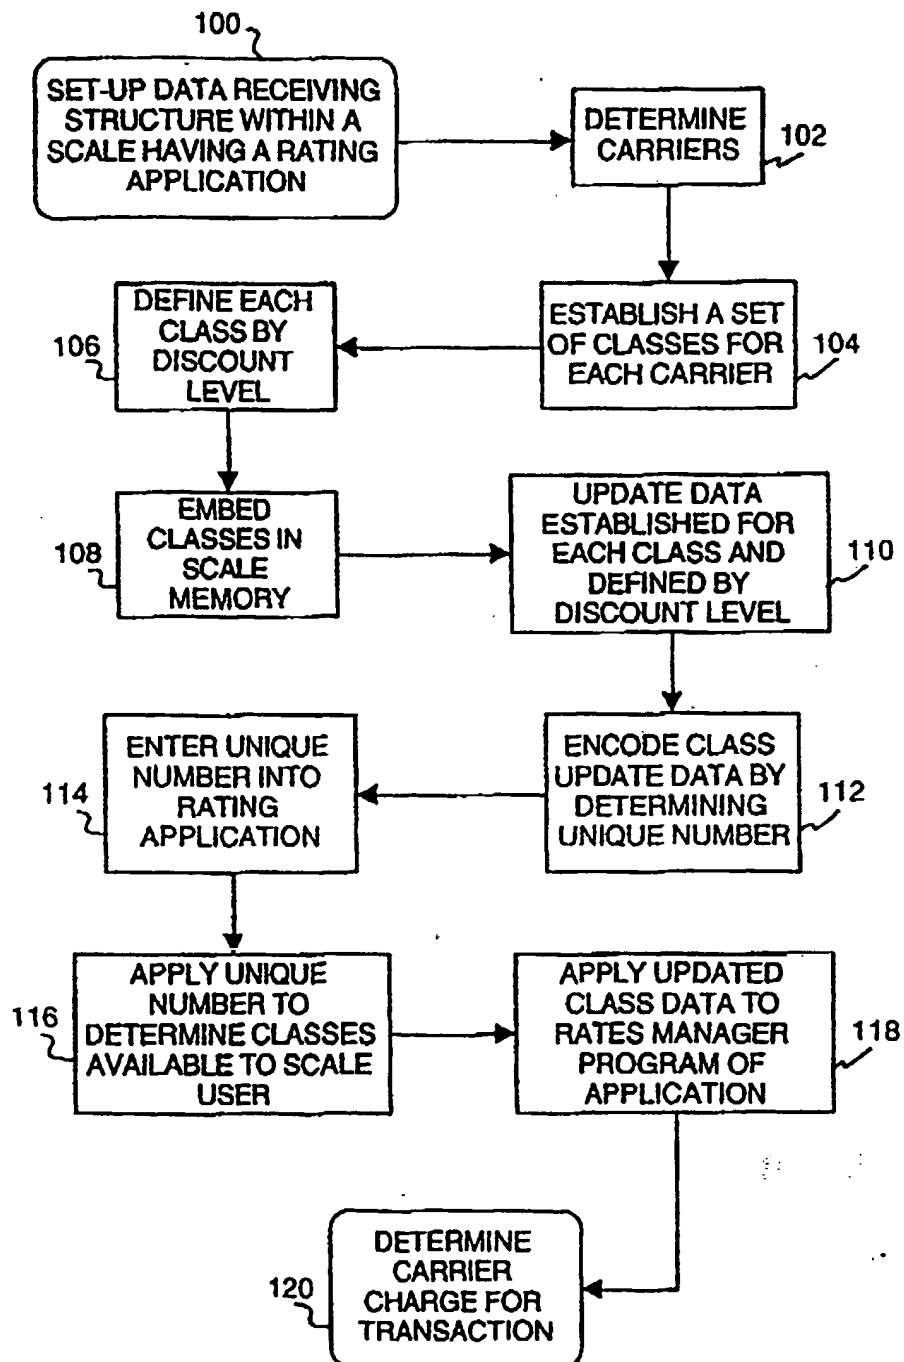 100
SET-UP DATA RECEIVING
STRUCTURE WITHIN A
SCALE HAVING A RATING
APPLICATION
DETERMINE
CARRIERS
102
DEFINE EACH
CLASS BY
DISCOUNT
LEVEL
106
ESTABLISH A SET
OF CLASSES FOR
EACH CARRIER
104
EMBED
CLASSES IN
SCALE
MEMORY
108
UPDATE DATA
ESTABLISHED FOR
EACH CLASS AND
DEFINED BY
DISCOUNT LEVEL
110
ENTER UNIQUE
NUMBER INTO
RATING
APPLICATION
114
ENCODE CLASS
UPDATE DATA BY
DETERMINING
UNIQUE NUMBER
112
APPLY UNIQUE
NUMBER TO
DETERMINE CLASSES
AVAILABLE TO SCALE
USER
116
APPLY UPDATED
CLASS DATA TO
RATES MANAGER
PROGRAM OF
APPLICATION
118
DETERMINE
CARRIER
CHARGE FOR
TRANSACTION
120